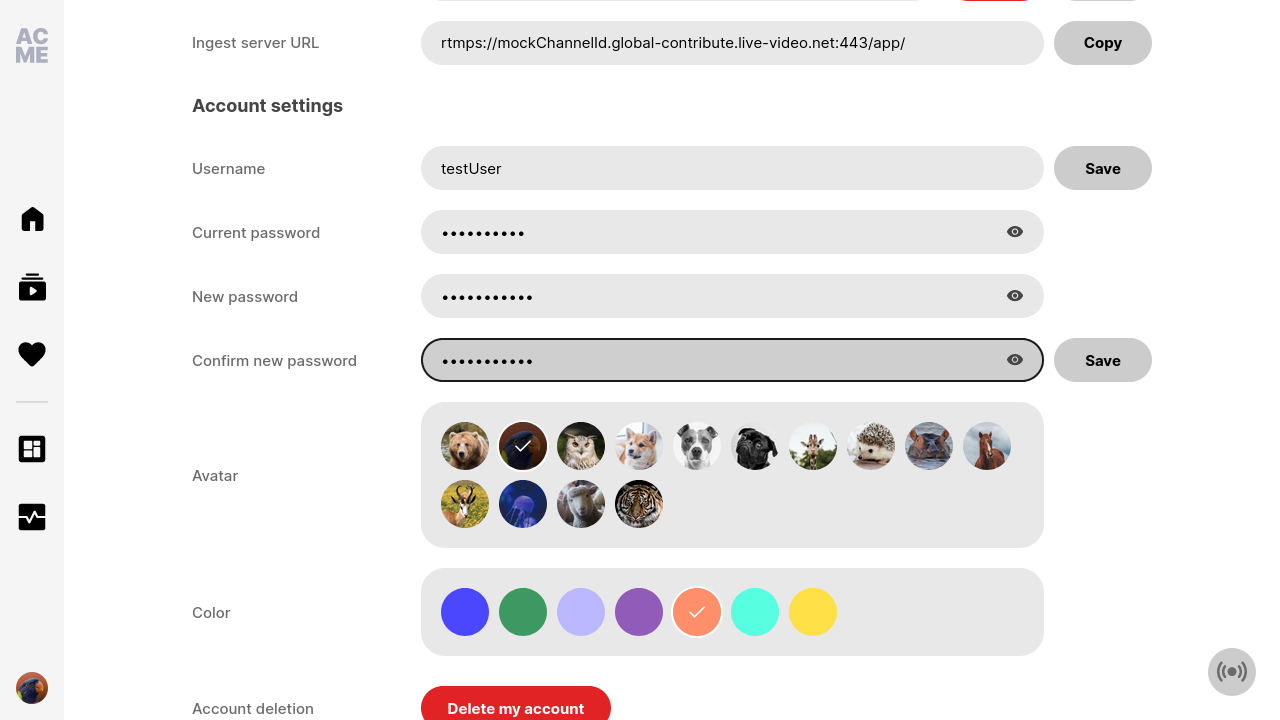 AC
ME
Ingest server URL
rtmps://mockChannelId.global-contribute.live-video.net:443/app/
Copy
Account settings
Username
testUser
Save
Current password
••••••••••
New password
•••••••••••
Confirm new password
•••••••••••
Save
Avatar
Color
Account deletion
Delete my account